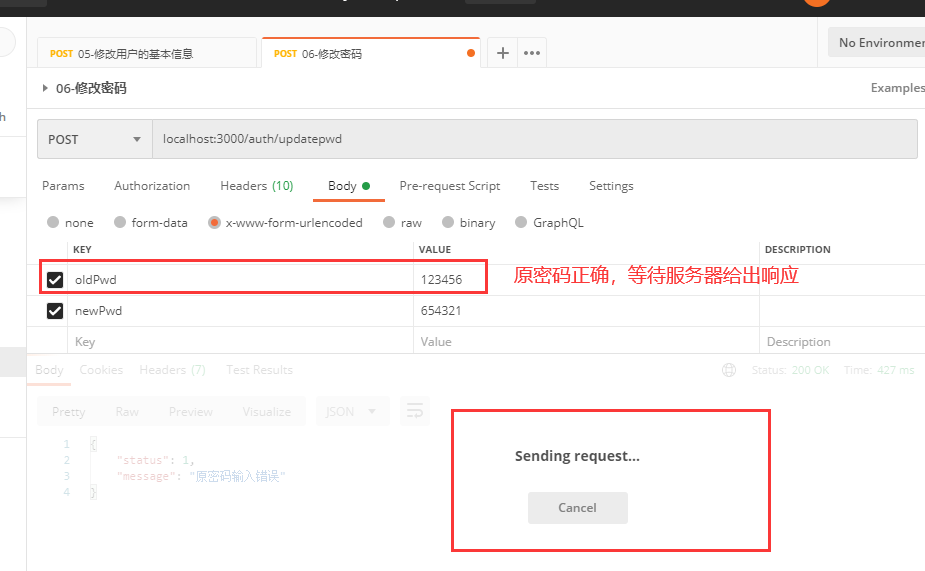 POST 05-修改用户的基本信息
POST 06-修改密码
No Environmen
06-修改密码
Examples
h
POST
localhost:3000/auth/updatepwd
Params Authorization Headers (10) Body Pre-request Script Tests Settings
none form-data x-www-form-urlencoded raw binary GraphQL
KEY VALUE DESCRIPTION
oldPwd 123456
原密码正确，等待服务器给出响应
newPwd 654321
Key Value Description
Body Cookies Headers (7) Test Results Status: 200 OK Time: 427 ms
Pretty Raw Preview Visualize JSON
1 {
2 "status": 1,
3 "message": "原密码输入错误"
4 }
Sending request...
Cancel